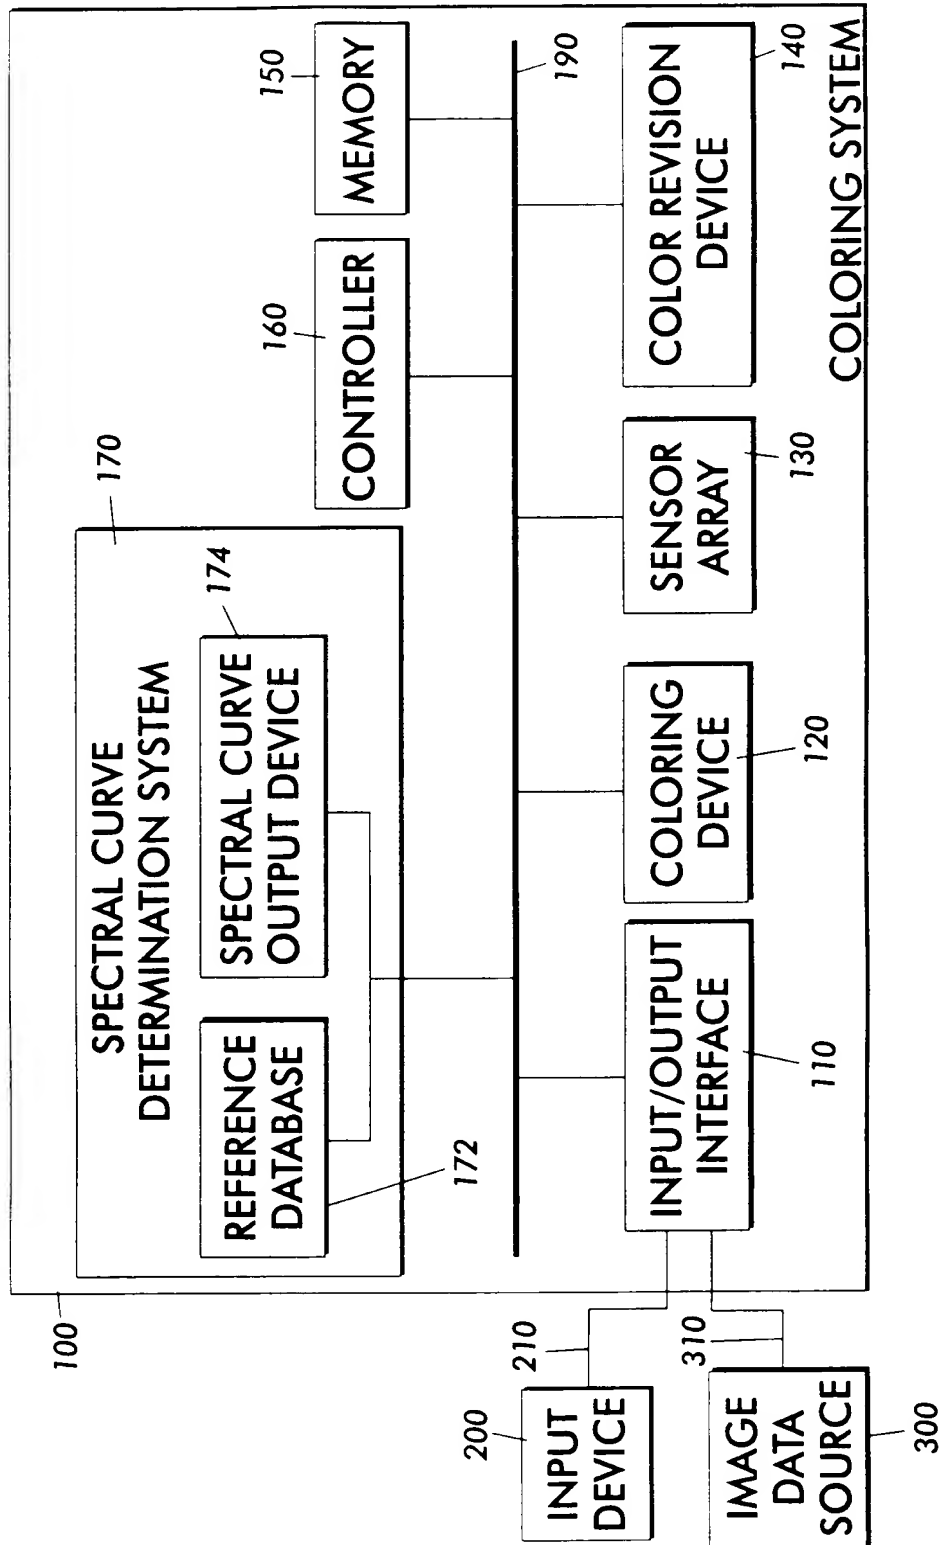 100
SPECTRAL CURVE
DETERMINATION SYSTEM
170
REFERENCE
DATABASE
172
SPECTRAL CURVE
OUTPUT DEVICE
174
CONTROLLER
160
MEMORY
150
190
200
INPUT
DEVICE
210
IMAGE
DATA
SOURCE
300
310
INPUT/OUTPUT
INTERFACE
110
COLORING
DEVICE
120
SENSOR
ARRAY
130
COLOR REVISION
DEVICE
140
COLORING SYSTEM